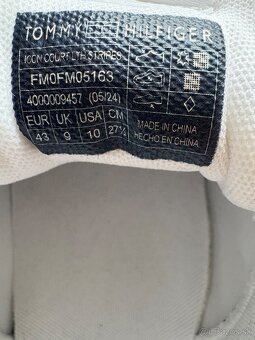 TOMMY HILFIGER
ICON COURT LTH STRIPES
FM0FM05163
4000009457 (05/24)
EUR UK USA CM
43 9 10 27½
MADE IN CHINA
HECHO EN CHINA